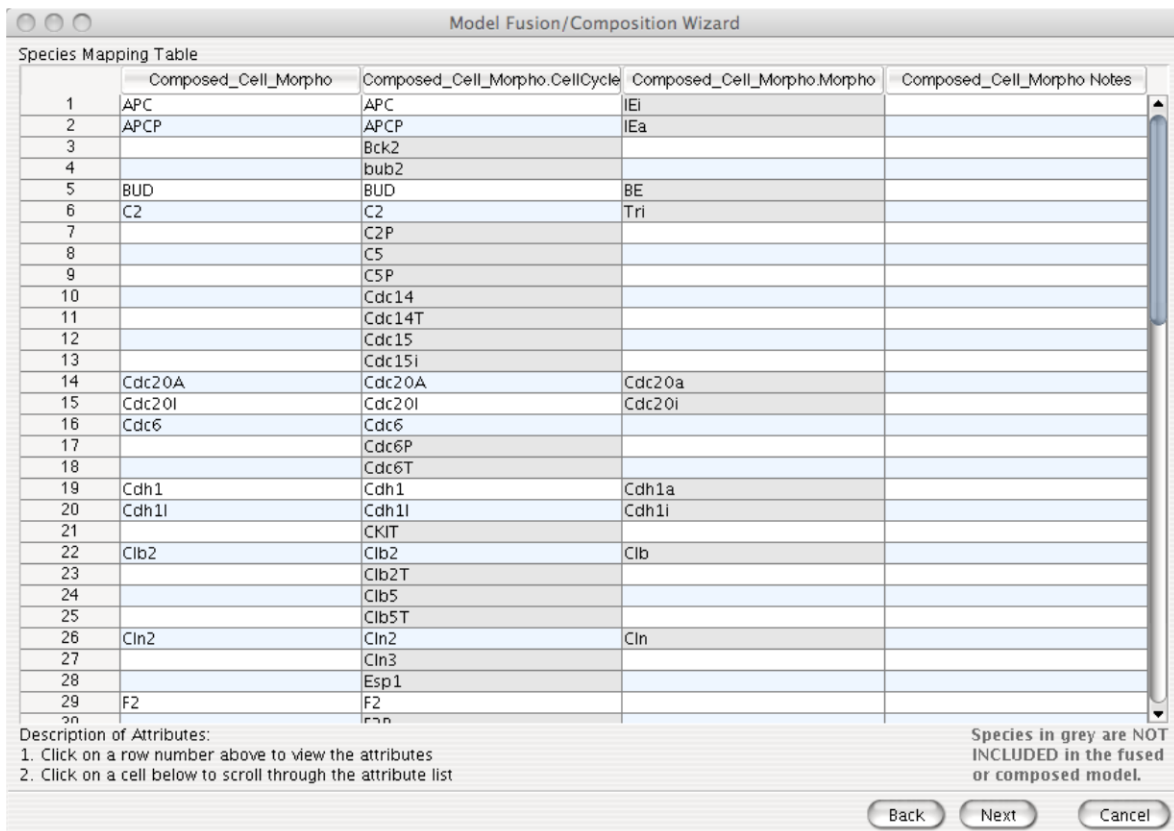 Model Fusion/Composition Wizard
Species Mapping Table
Composed_Cell_Morpho Composed_Cell_Morpho.CellCycle Composed_Cell_Morpho.Morpho Composed_Cell_Morpho Notes
1 APC APC IEi
2 APCP APCP IEa
3 Bck2
4 bub2
5 BUD BUD BE
6 C2 C2 Tri
7 C2P
8 C5
9 C5P
10 Cdc14
11 Cdc14T
12 Cdc15
13 Cdc15i
14 Cdc20A Cdc20A Cdc20a
15 Cdc20I Cdc20I Cdc20i
16 Cdc6 Cdc6
17 Cdc6P
18 Cdc6T
19 Cdh1 Cdh1 Cdh1a
20 Cdh1I Cdh1I Cdh1i
21 CKIT
22 Clb2 Clb2 Clb
23 Clb2T
24 Clb5
25 Clb5T
26 Cln2 Cln2 Cln
27 Cln3
28 Esp1
29 F2 F2
Description of Attributes:
1. Click on a row number above to view the attributes
2. Click on a cell below to scroll through the attribute list
Species in grey are NOT
INCLUDED in the fused
or composed model.
Back Next Cancel